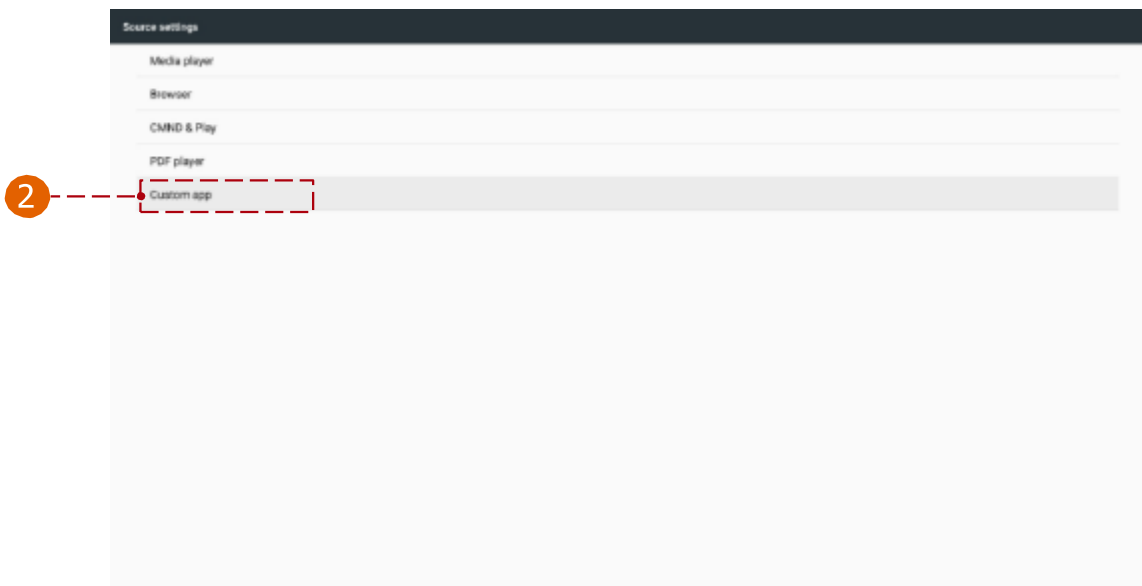 Source settings
Media player
Browser
CMND & Play
PDF player
2
Custom app